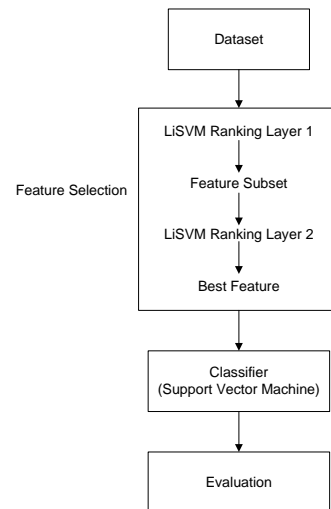 Dataset
LiSVM Ranking Layer 1
Feature Selection
Feature Subset
LiSVM Ranking Layer 2
Best Feature
Classifier
(Support Vector Machine)
Evaluation